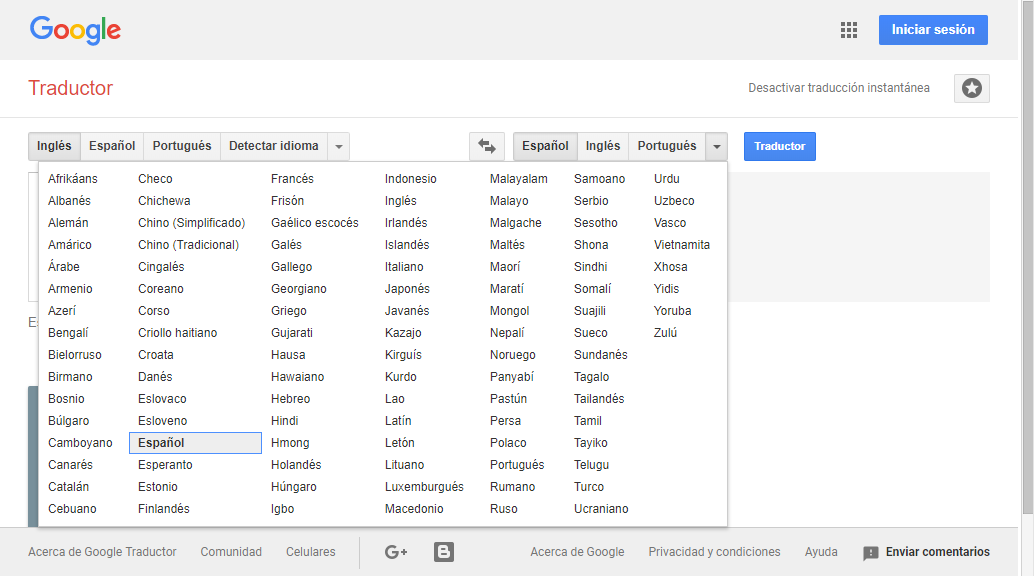 Google
Iniciar sesión
Traductor
Desactivar traducción instantánea
Inglés Español Português Detectar idioma Español Inglés Português Traductor
Afrikáans Checo Francés Indonesio Malayalam Samoano Urdu
Albanés Chichewa Frisón Inglés Malayo Serbio Uzbeco
Alemán Chino (Simplificado) Gaélico escocés Irlandés Malgache Sesotho Vasco
Amárico Chino (Tradicional) Galés Islandés Maltés Shona Vietnamita
Árabe Cingalés Gallego Italiano Maorí Sindhi Xhosa
Armenio Coreano Georgiano Japonés Maratí Somalí Yidis
Azerí Corso Griego Javanés Mongol Suajili Yoruba
Bengalí Criollo haitiano Gujarati Kazajo Nepalí Sueco Zulú
Bielorruso Croata Hausa Kirguís Noruego Sundanés
Birmano Danés Hawaiano Kurdo Panyabí Tagalo
Bosnio Eslovaco Hebreo Lao Pastún Tailandés
Búlgaro Esloveno Hindi Latín Persa Tamil
Camboyano Español Hmong Letón Polaco Tayiko
Canarés Esperanto Holandés Lituano Portugués Telugu
Catalán Estonio Húngaro Luxemburgués Rumano Turco
Cebuano Finlandés Igbo Macedonio Ruso Ucraniano
Acerca de Google Traductor Comunidad Celulares G+ Acerca de Google Privacidad y condiciones Ayuda Enviar comentarios